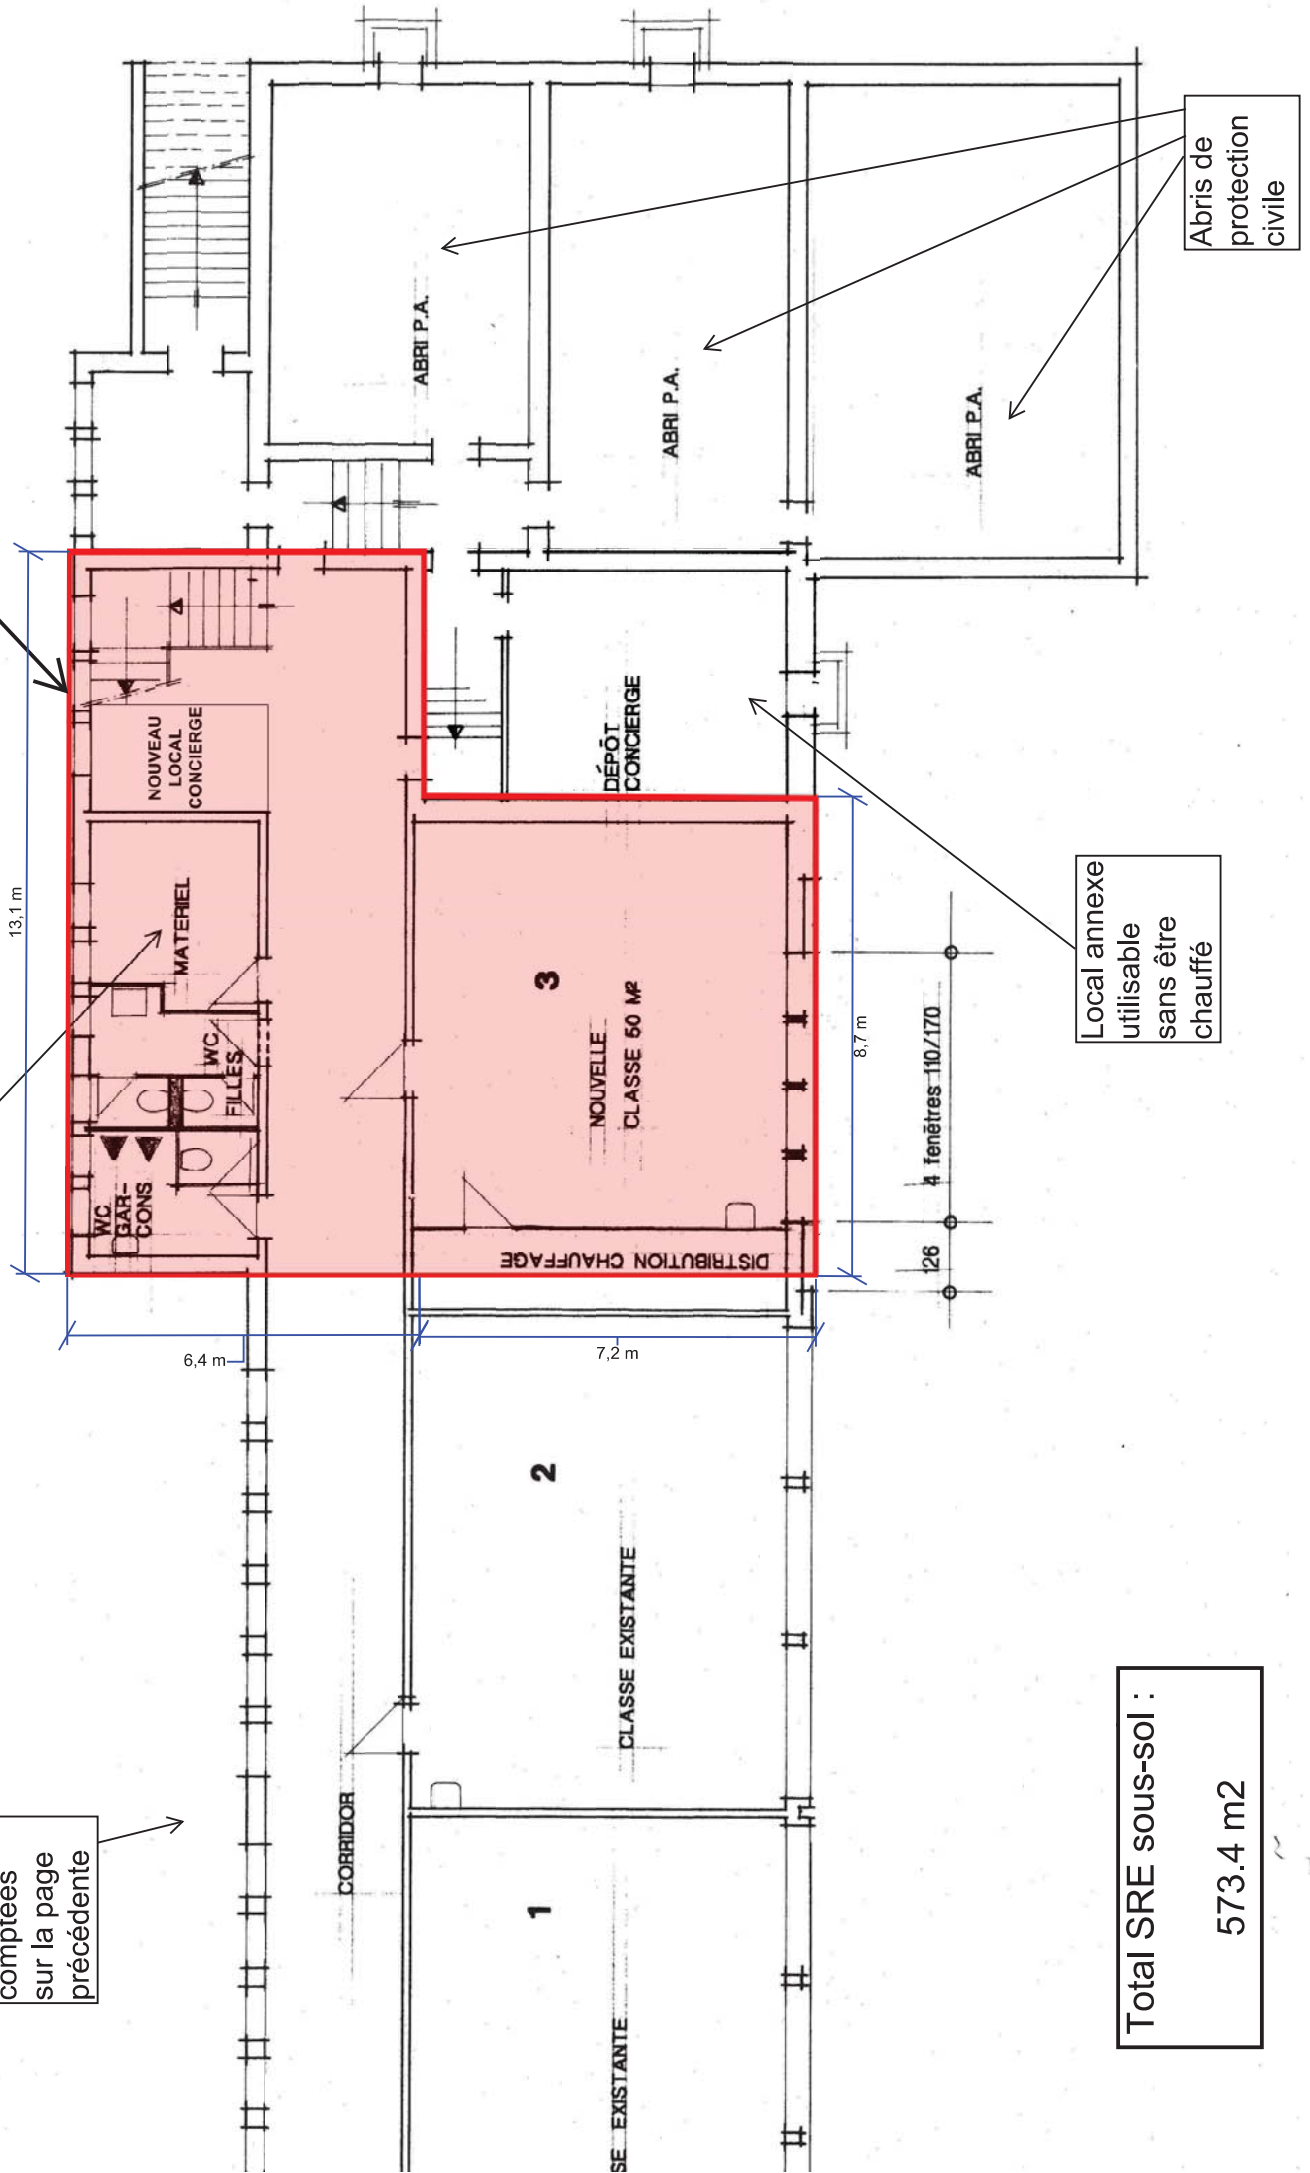 Abris de
protection
civile
ABRI P.A.
ABRI P.A.
ABRI P.A.
13,1 m
NOUVEAU
LOCAL
CONCIERGE
DÉPÔT
CONCIERGE
MATERIEL
WC
FILLES
WC
GAR-
CONS
3
NOUVELLE
CLASSE 50 M²
DISTRIBUTION CHAUFFAGE
8,7 m
Local annexe
utilisable
sans être
chauffé
4 fenêtres 110/170
126
6,4 m
7,2 m
2
CLASSE EXISTANTE
CORRIDOR
1
SE EXISTANTE
comptées
sur la page
précédente
Total SRE sous-sol :
573.4 m2